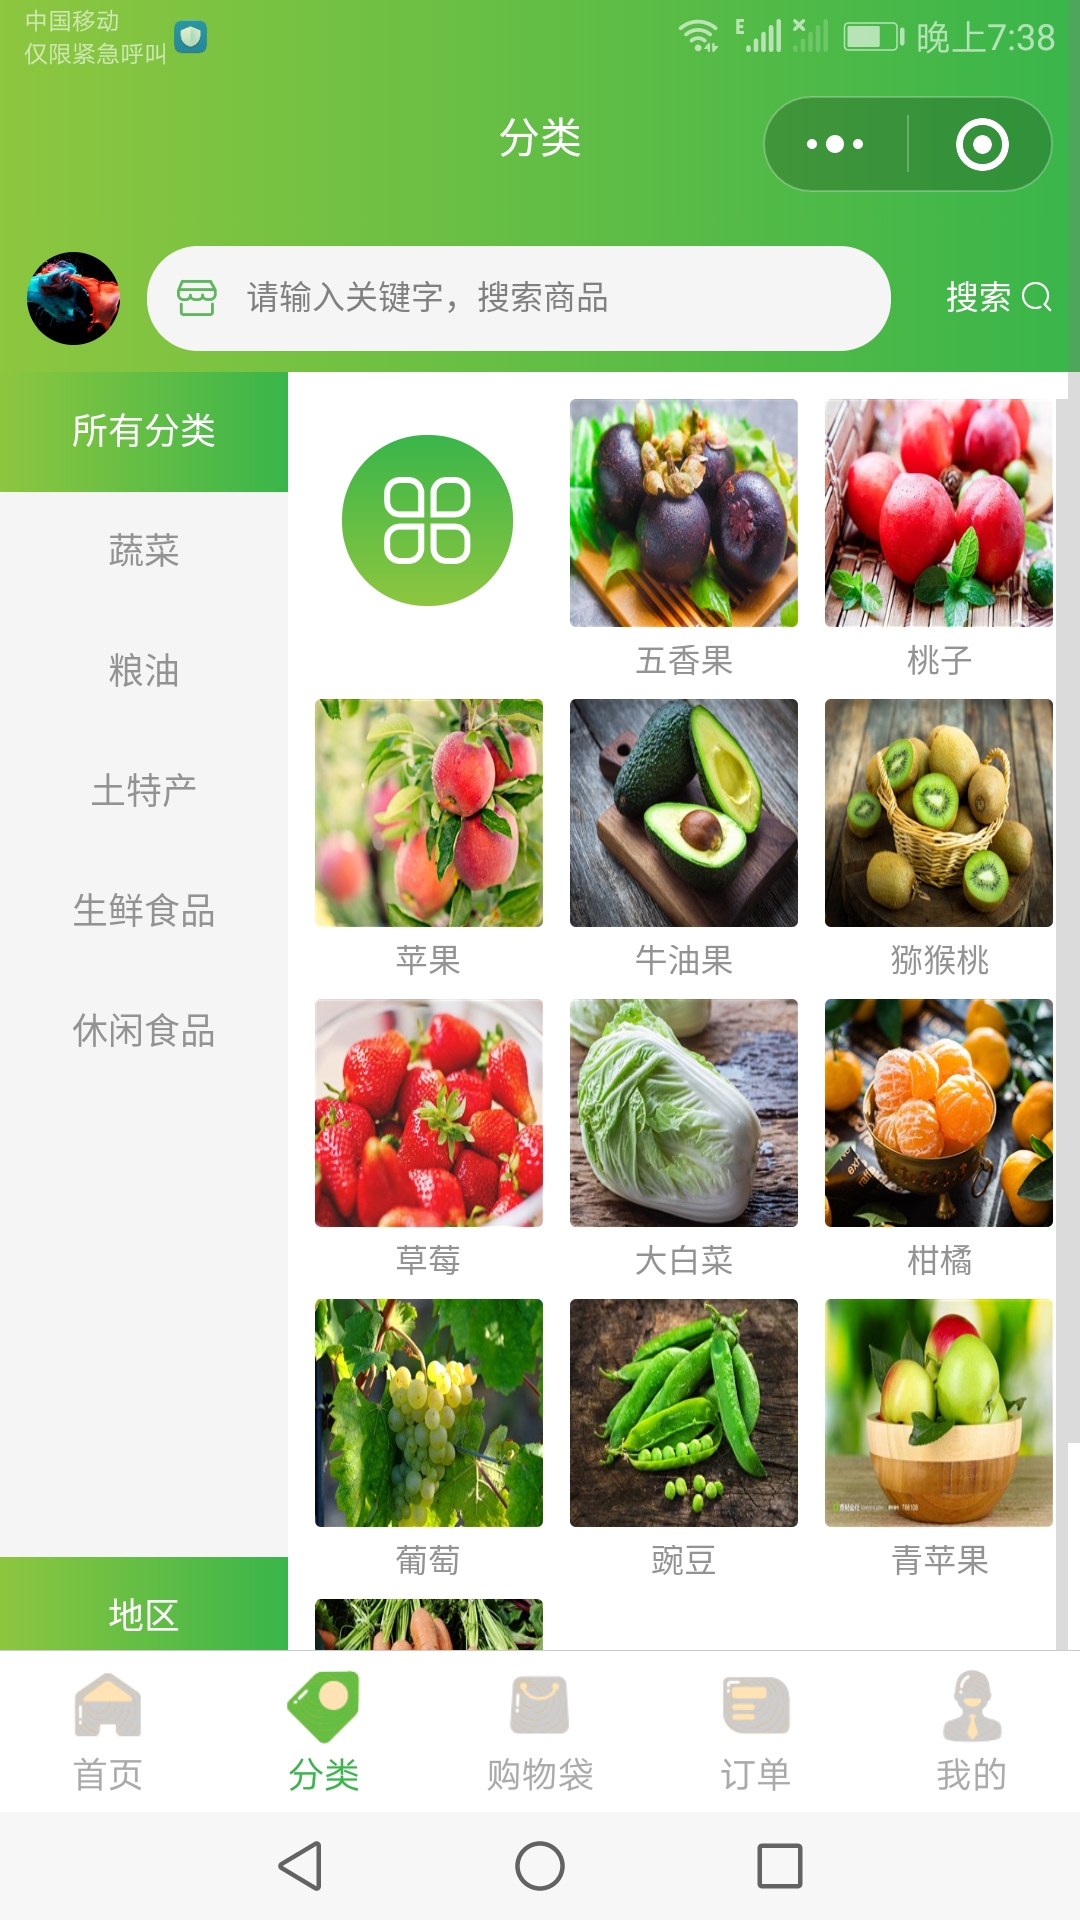 中国移动
仅限紧急呼叫
E
晚上7:38
分类
请输入关键字，搜索商品
搜索
所有分类
蔬菜
粮油
土特产
生鲜食品
休闲食品
地区
五香果
桃子
苹果
牛油果
猕猴桃
草莓
大白菜
柑橘
葡萄
豌豆
青苹果
首页
分类
购物袋
订单
我的